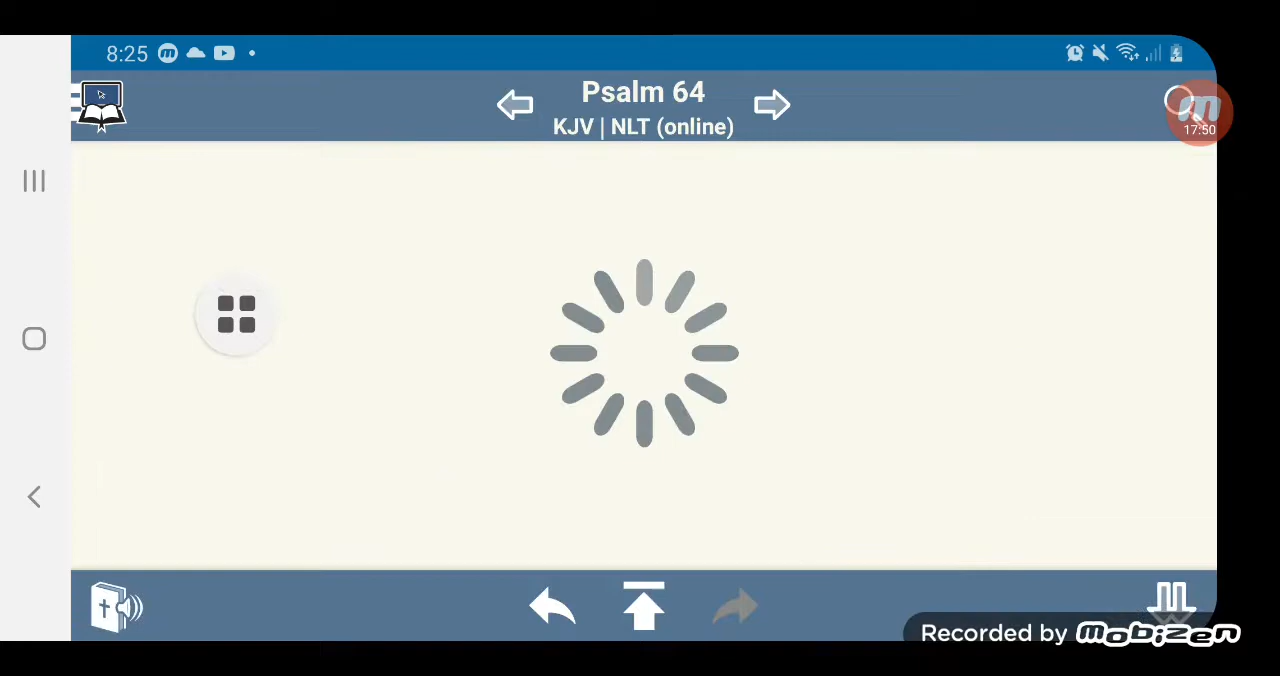 8:25
Psalm 64
KJV | NLT (online)
17:50
Recorded by MOBIZEN